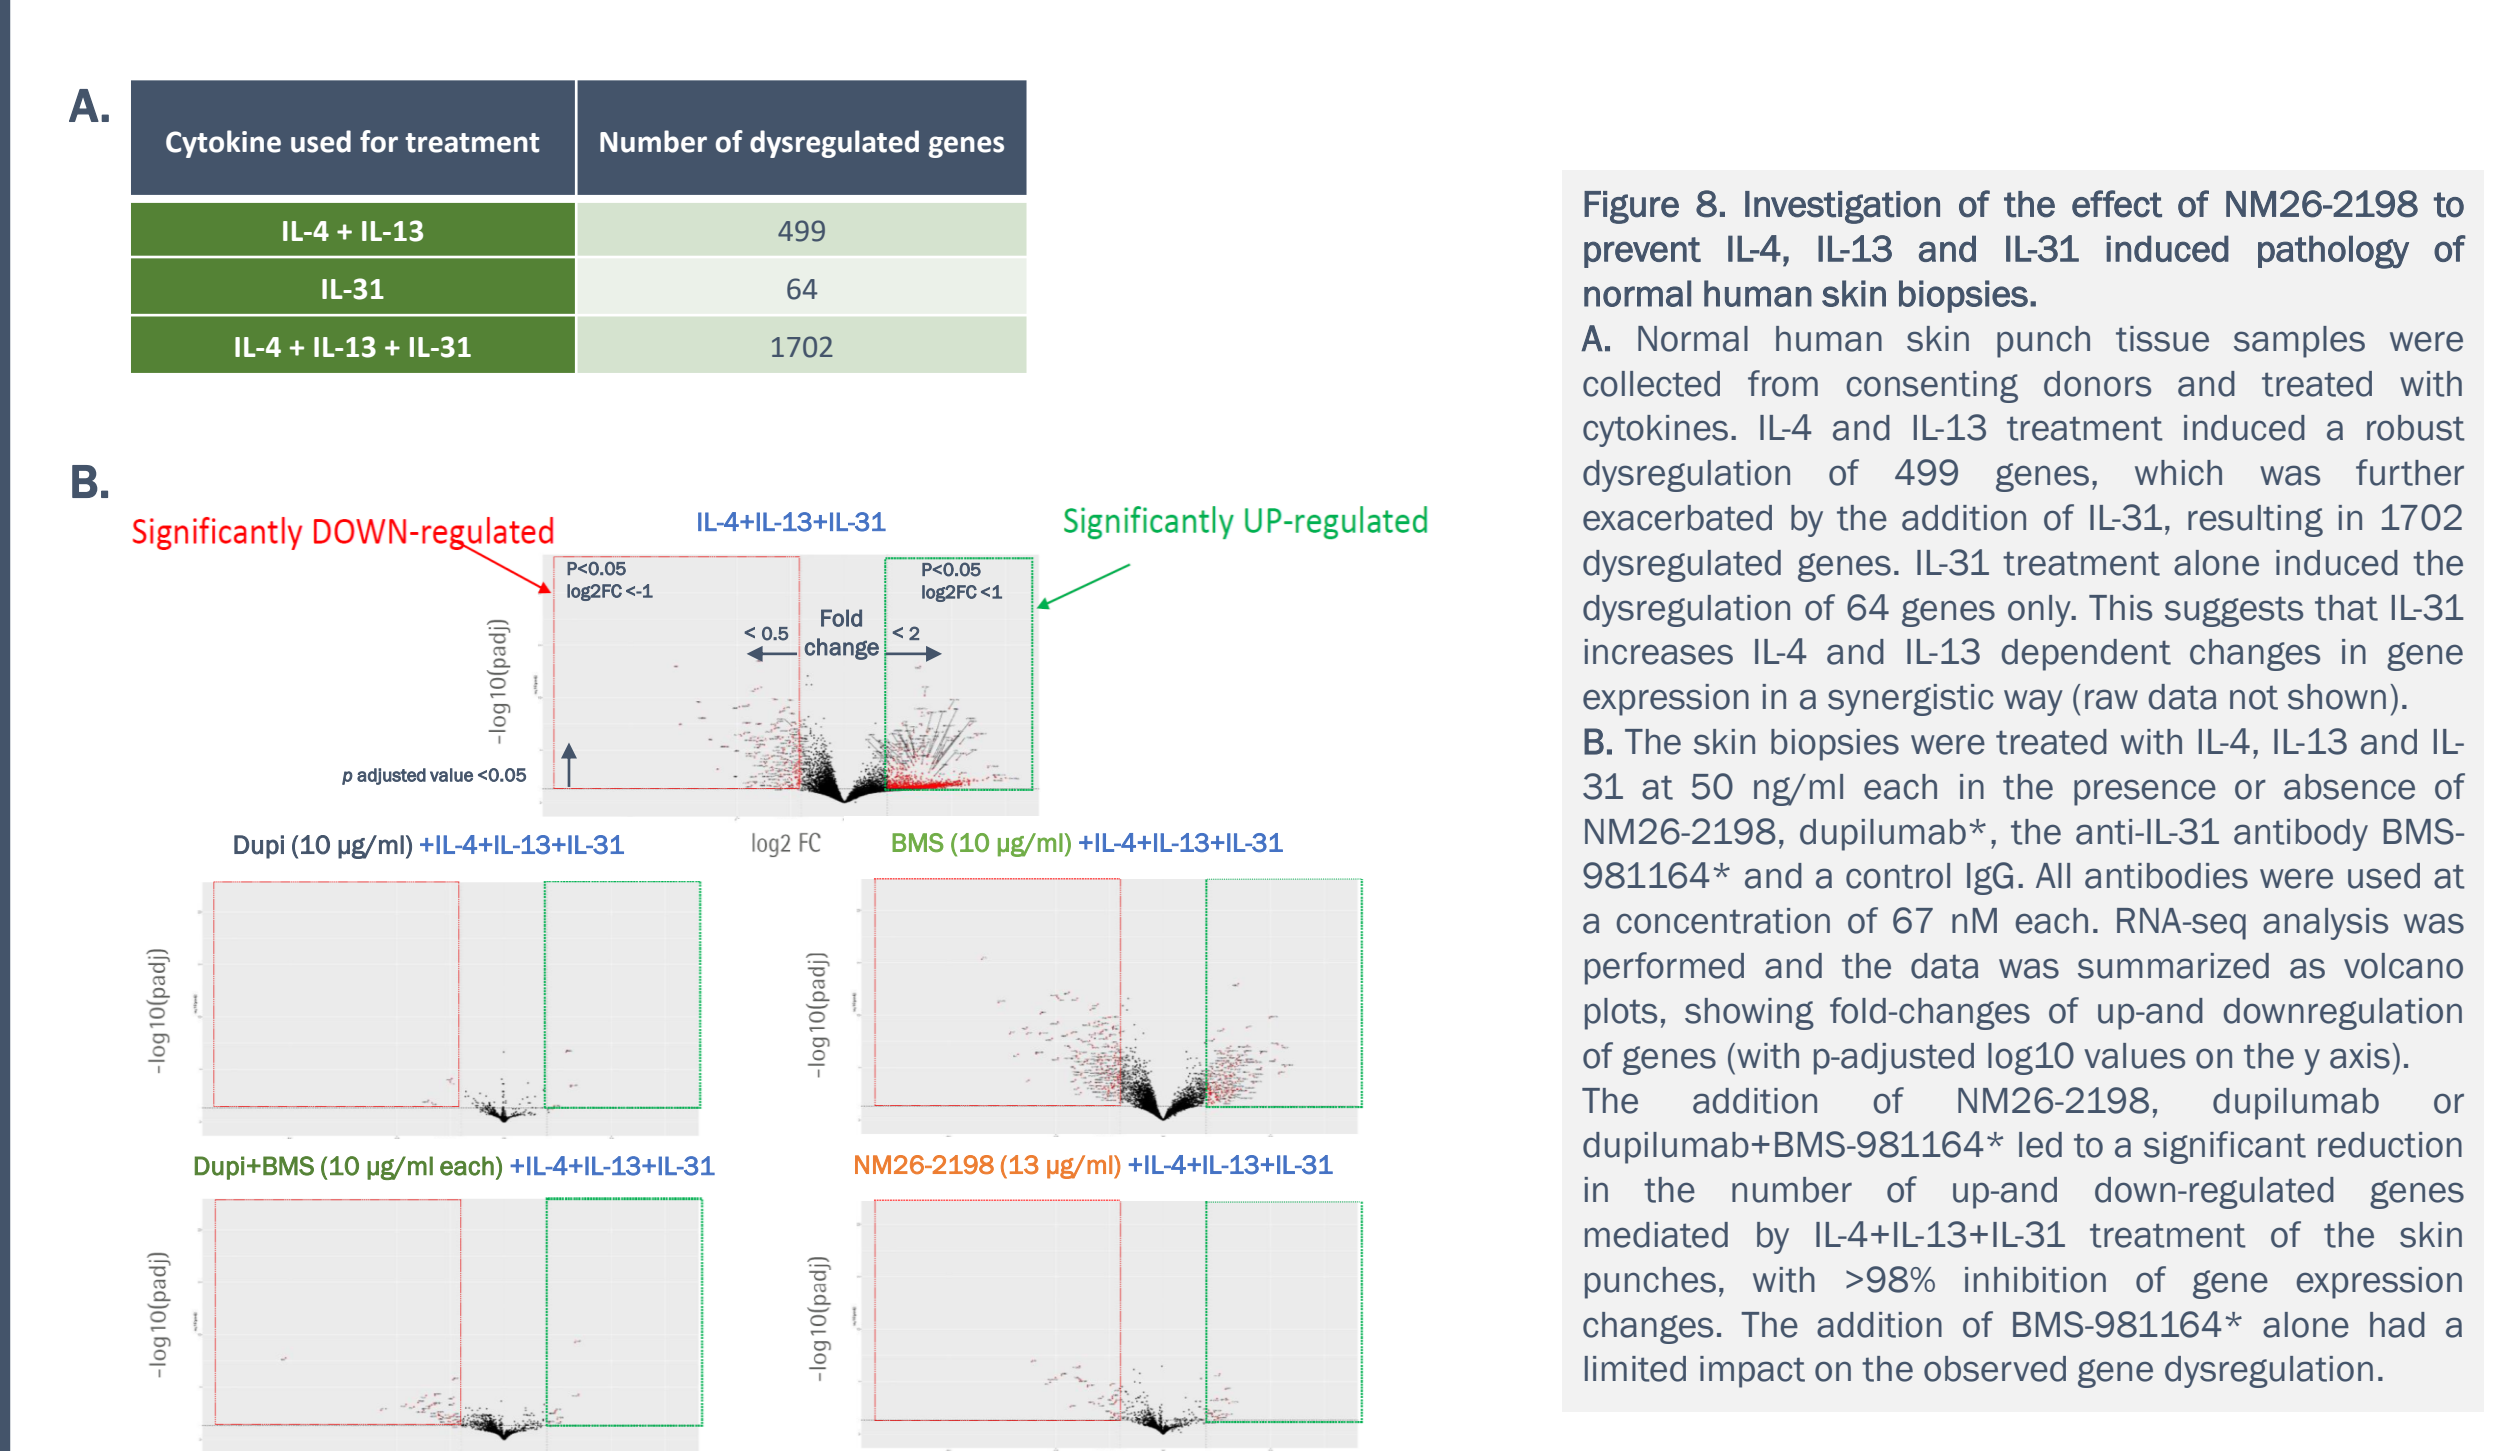 A.
Cytokine used for treatment
Number of dysregulated genes
IL-4 + IL-13
499
IL-31
64
IL-4 + IL-13 + IL-31
1702
B.
Significantly DOWN-regulated
IL-4+IL-13+IL-31
Significantly UP-regulated
P<0.05
log2FC <-1
P<0.05
log2FC <1
< 0.5
Fold
change
< 2
-log10(padj)
p adjusted value <0.05
log2 FC
Dupi (10 µg/ml) +IL-4+IL-13+IL-31
-log10(padj)
BMS (10 µg/ml) +IL-4+IL-13+IL-31
-log10(padj)
Dupi+BMS (10 µg/ml each) +IL-4+IL-13+IL-31
-log10(padj)
NM26-2198 (13 µg/ml) +IL-4+IL-13+IL-31
-log10(padj)
Figure 8. Investigation of the effect of NM26-2198 to
prevent IL-4, IL-13 and IL-31 induced pathology of
normal human skin biopsies.
A. Normal human skin punch tissue samples were
collected from consenting donors and treated with
cytokines. IL-4 and IL-13 treatment induced a robust
dysregulation of 499 genes, which was further
exacerbated by the addition of IL-31, resulting in 1702
dysregulated genes. IL-31 treatment alone induced the
dysregulation of 64 genes only. This suggests that IL-31
increases IL-4 and IL-13 dependent changes in gene
expression in a synergistic way (raw data not shown).
B. The skin biopsies were treated with IL-4, IL-13 and IL-
31 at 50 ng/ml each in the presence or absence of
NM26-2198, dupilumab*, the anti-IL-31 antibody BMS-
981164* and a control IgG. All antibodies were used at
a concentration of 67 nM each. RNA-seq analysis was
performed and the data was summarized as volcano
plots, showing fold-changes of up-and downregulation
of genes (with p-adjusted log10 values on the y axis).
The addition of NM26-2198, dupilumab or
dupilumab+BMS-981164* led to a significant reduction
in the number of up-and down-regulated genes
mediated by IL-4+IL-13+IL-31 treatment of the skin
punches, with >98% inhibition of gene expression
changes. The addition of BMS-981164* alone had a
limited impact on the observed gene dysregulation.